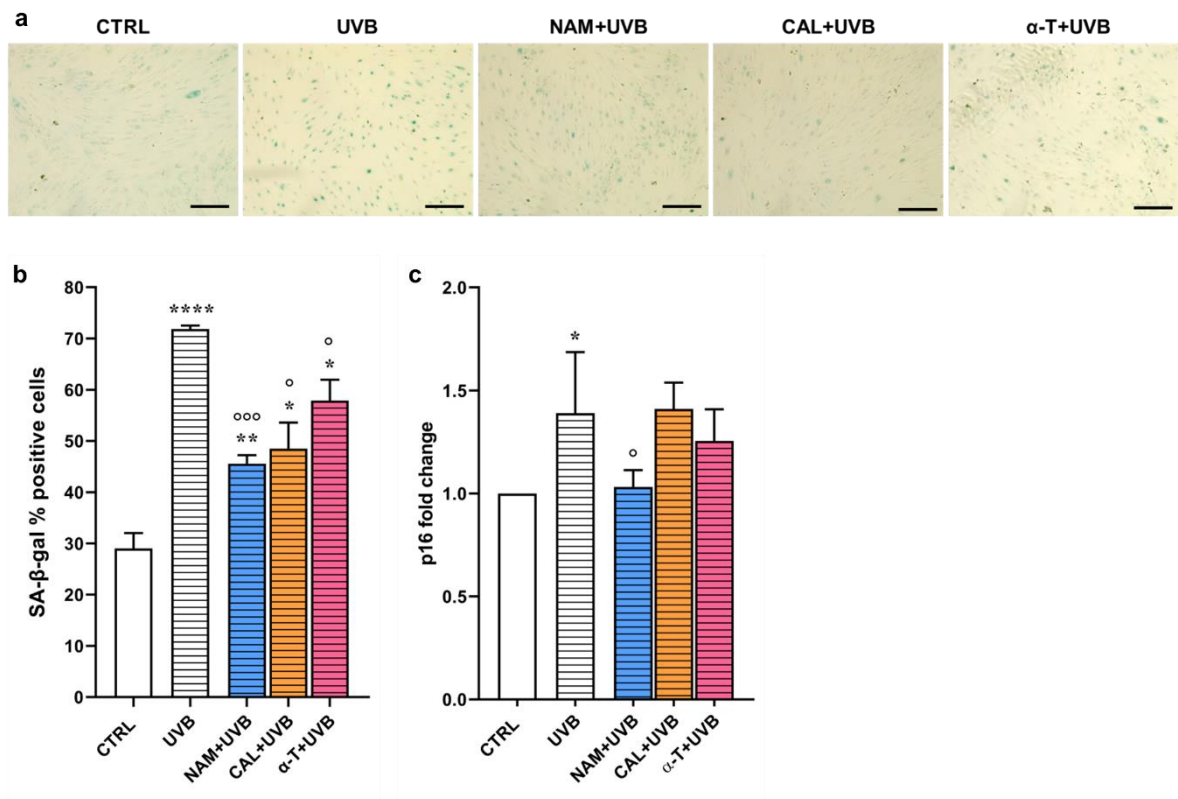 a
CTRL UVB NAM+UVB CAL+UVB α-T+UVB
b
SA-β-gal % positive cells
80
70
60
50
40
30
20
10
0
****
°°°
**
°
*
°
*
CTRL UVB NAM+UVB CAL+UVB α-T+UVB
c
p16 fold change
2.0
1.5
1.0
0.5
0.0
*
°
CTRL UVB NAM+UVB CAL+UVB α-T+UVB